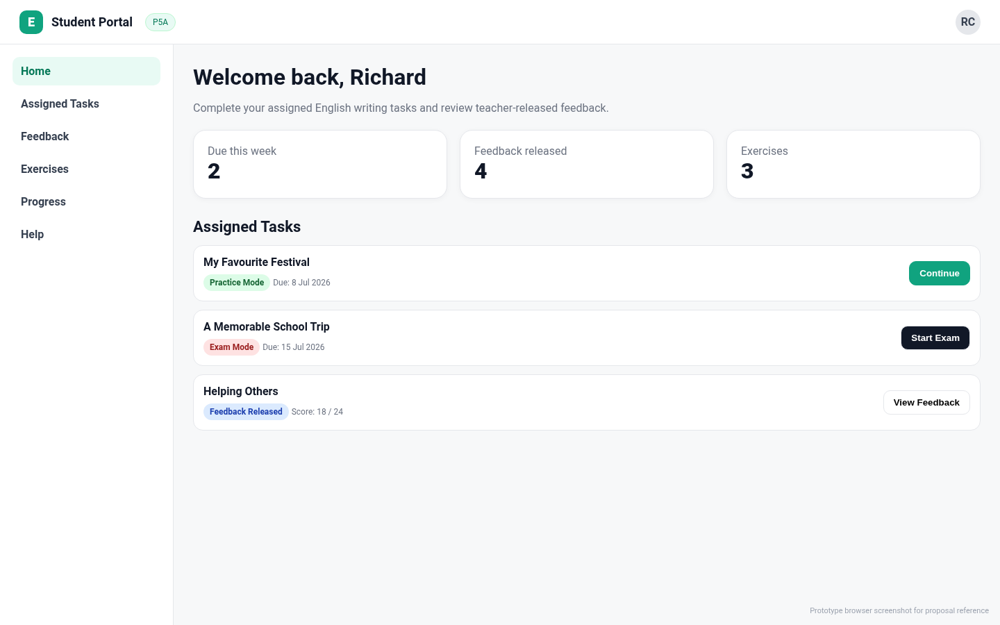 E Student Portal P5A RC
Home
Assigned Tasks
Feedback
Exercises
Progress
Help
Welcome back, Richard
Complete your assigned English writing tasks and review teacher-released feedback.
Due this week
2
Feedback released
4
Exercises
3
Assigned Tasks
My Favourite Festival
Practice Mode Due: 8 Jul 2026
Continue
A Memorable School Trip
Exam Mode Due: 15 Jul 2026
Start Exam
Helping Others
Feedback Released Score: 18 / 24
View Feedback
Prototype browser screenshot for proposal reference